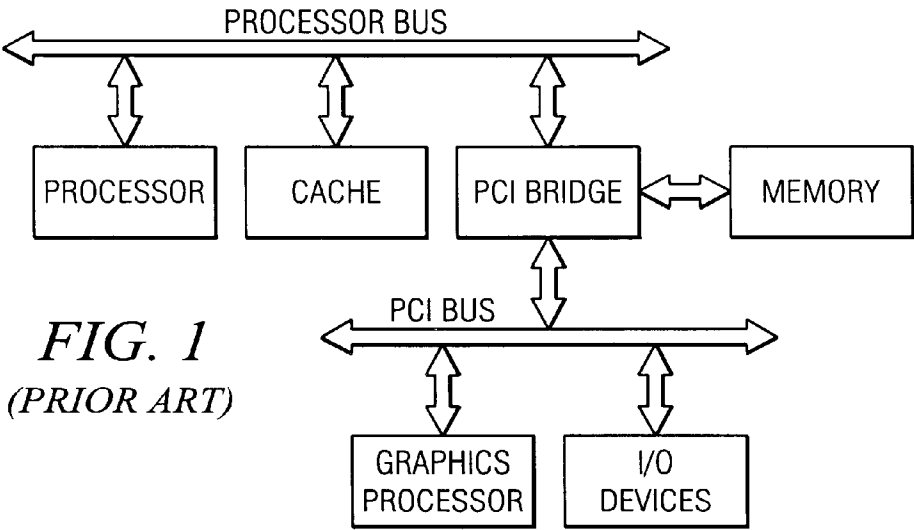 PROCESSOR BUS
PROCESSOR
CACHE
PCI BRIDGE
MEMORY
PCI BUS
FIG. 1
(PRIOR ART)
GRAPHICS
PROCESSOR
I/O
DEVICES